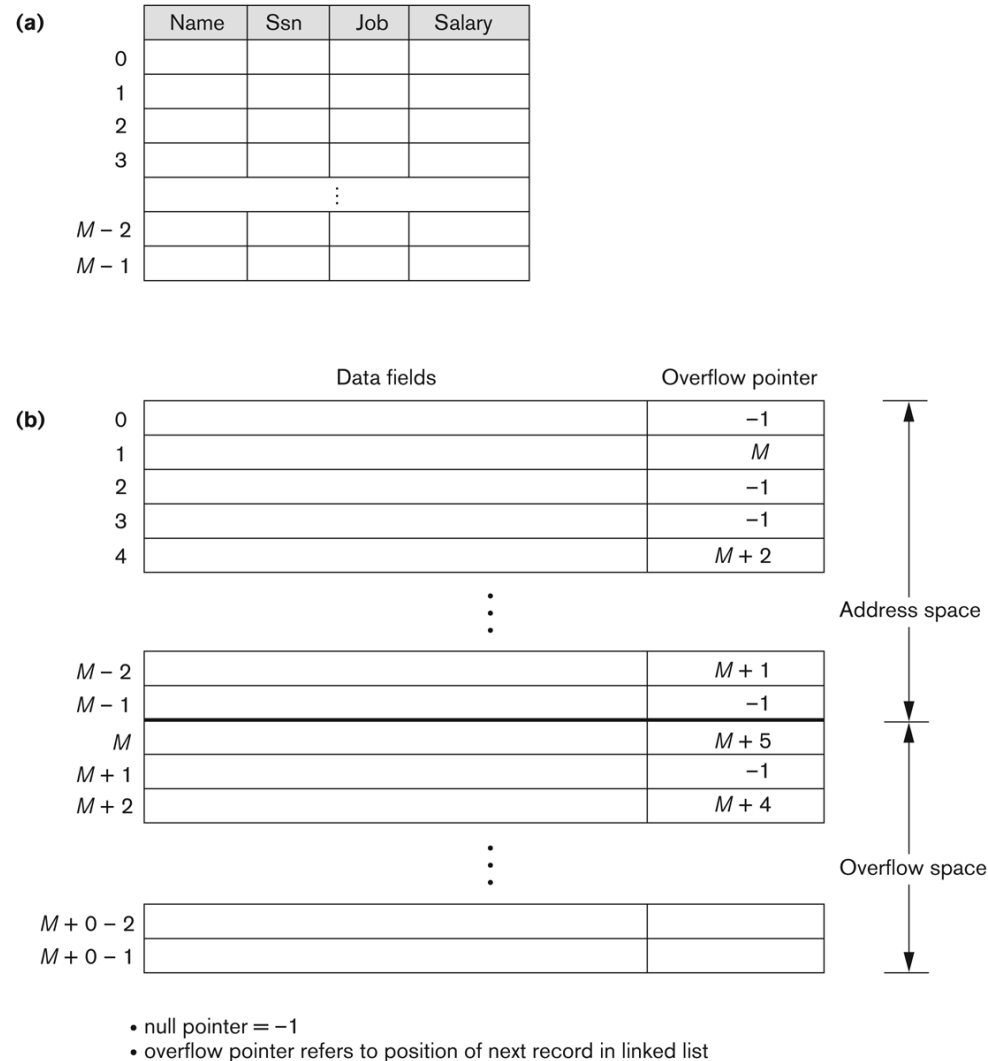 (a) Name Ssn Job Salary
0
1
2
3
⋮
M – 2
M – 1
Data fields Overflow pointer
(b) 0 –1
1 M
2 –1
3 –1
4 M + 2
Address space
M – 2 M + 1
M – 1 –1
M M + 5
M + 1 –1
M + 2 M + 4
Overflow space
M + 0 – 2
M + 0 – 1
• null pointer = –1
• overflow pointer refers to position of next record in linked list